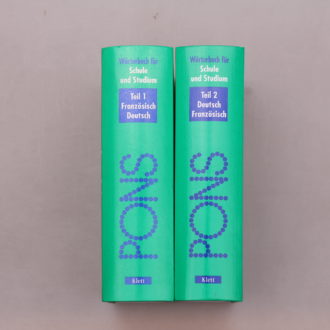 Wörterbuch für
Schule
und Studium
Teil 1
Französisch
Deutsch
PONS
Klett
Wörterbuch für
Schule
und Studium
Teil 2
Deutsch
Französisch
PONS
Klett